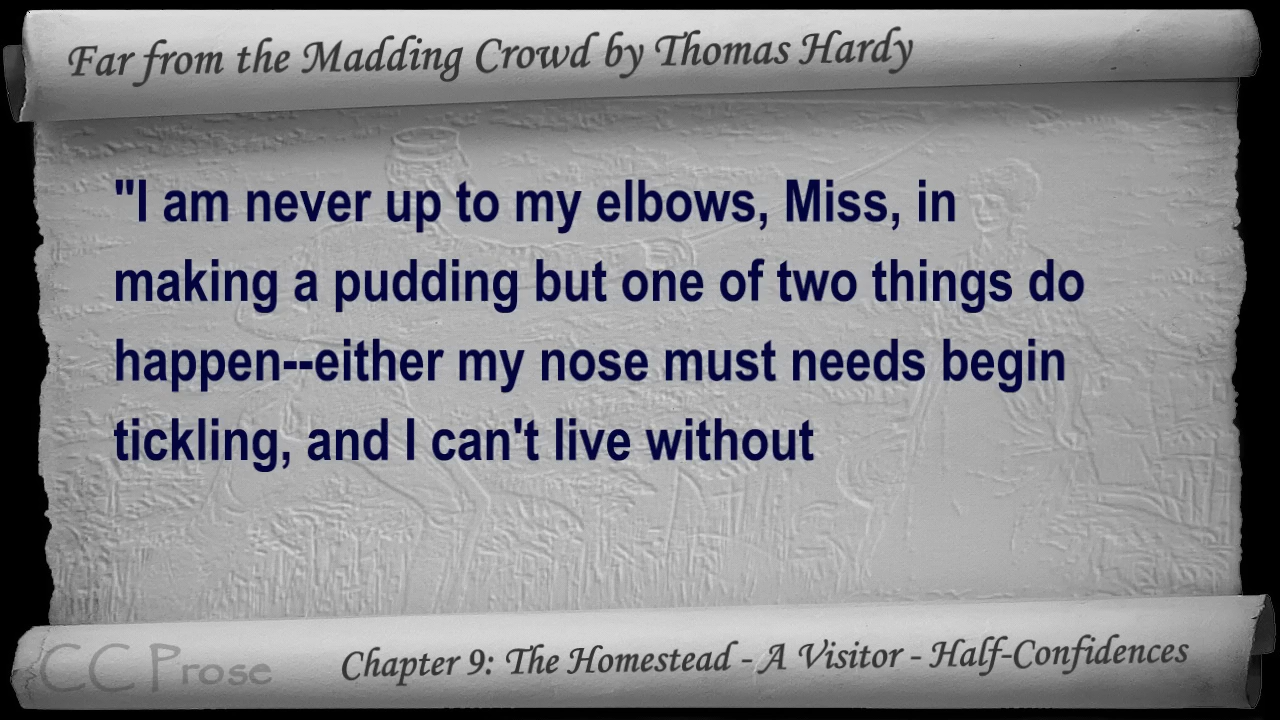 Far from the Madding Crowd by Thomas Hardy
"I am never up to my elbows, Miss, in
making a pudding but one of two things do
happen--either my nose must needs begin
tickling, and I can't live without
CC Prose
Chapter 9: The Homestead - A Visitor - Half-Confidences